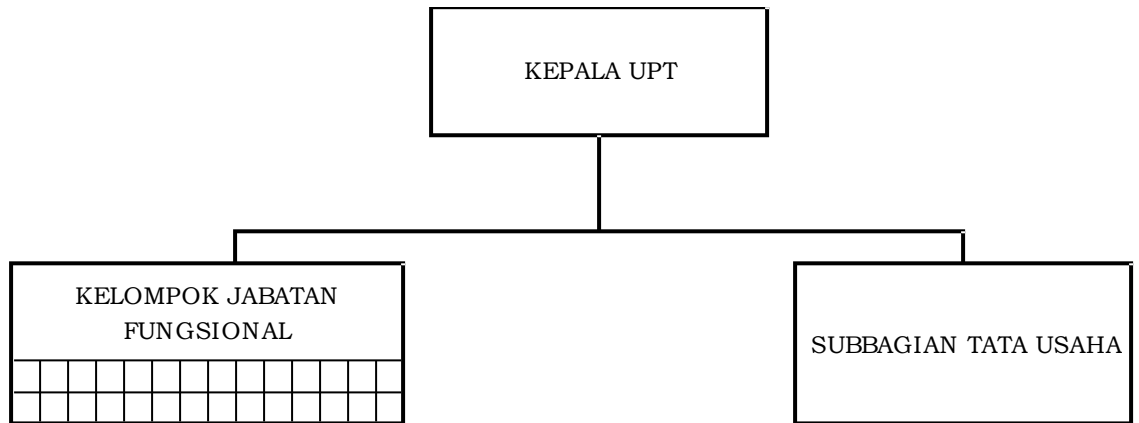 KEPALA UPT
KELOMPOK JABATAN
FUNGSIONAL
SUBBAGIAN TATA USAHA